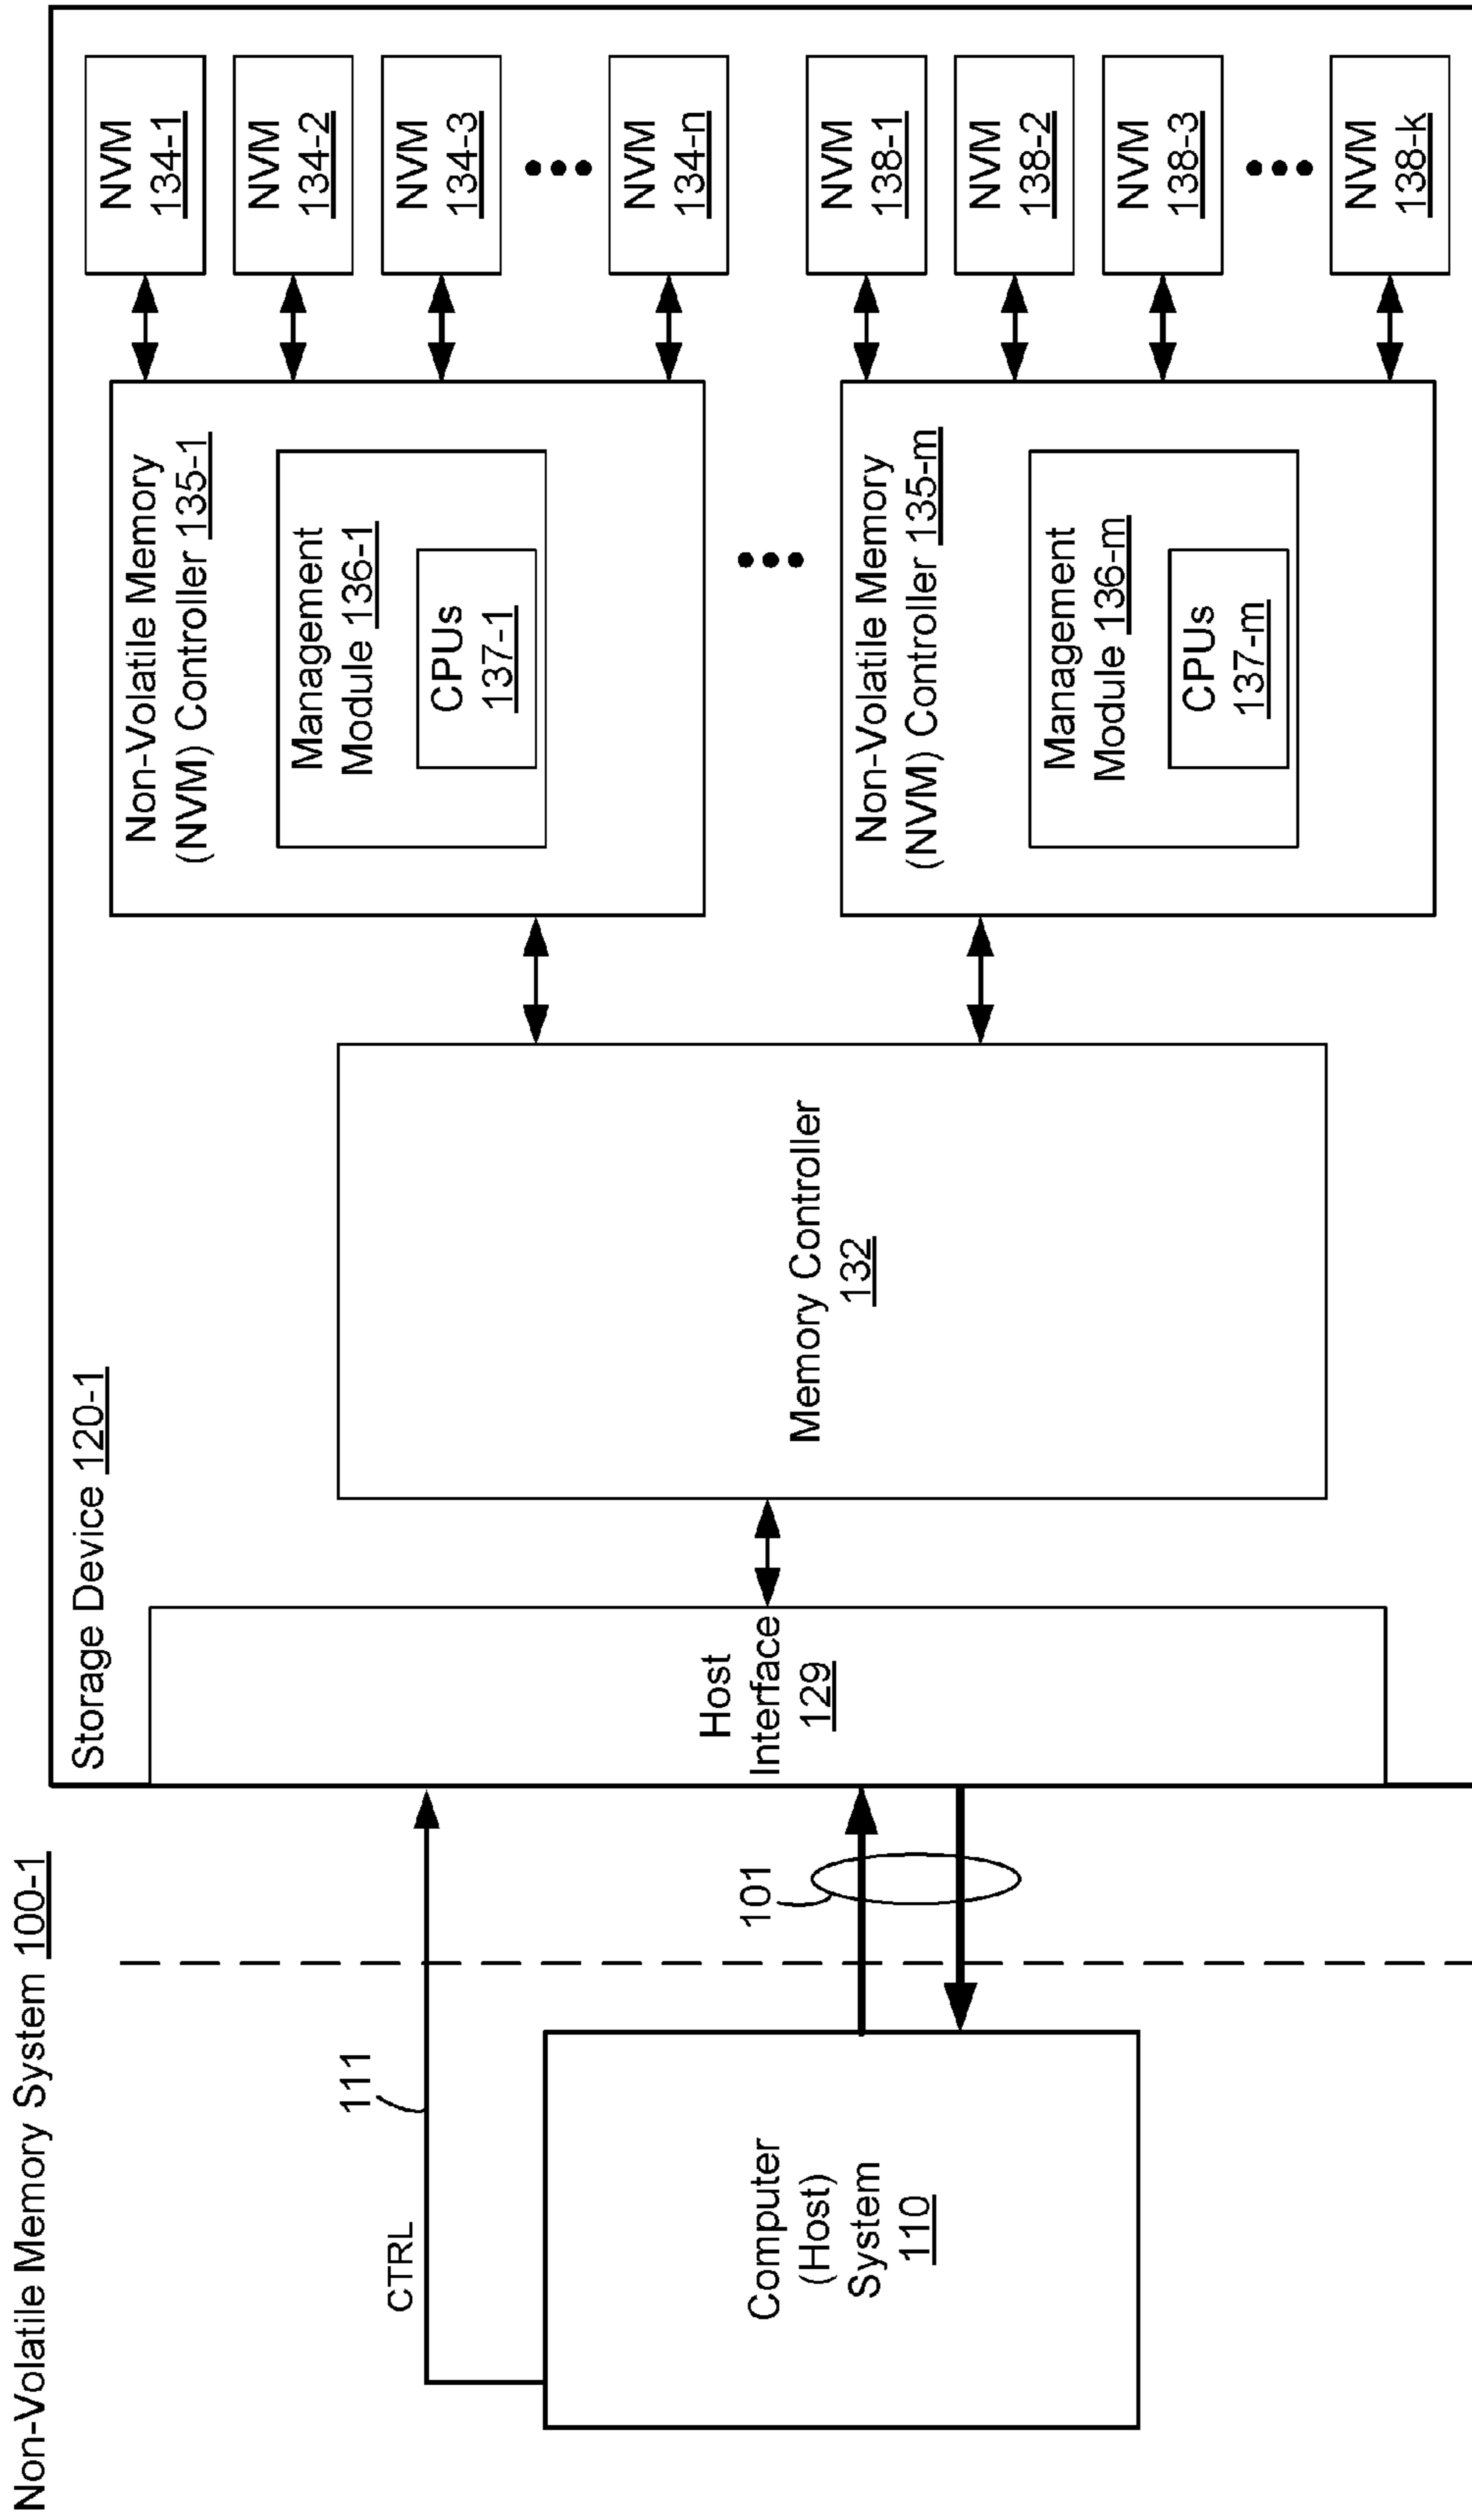 Non-Volatile Memory System 100-1
Computer
(Host)
System
110
CTRL
111
101
Storage Device 120-1
Host
Interface
129
Memory Controller
132
Non-Volatile Memory
(NVM) Controller 135-1
Management
Module 136-1
CPUs
137-1
Non-Volatile Memory
(NVM) Controller 135-m
Management
Module 136-m
CPUs
137-m
NVM
134-1
NVM
134-2
NVM
134-3
NVM
134-n
NVM
138-1
NVM
138-2
NVM
138-3
NVM
138-k